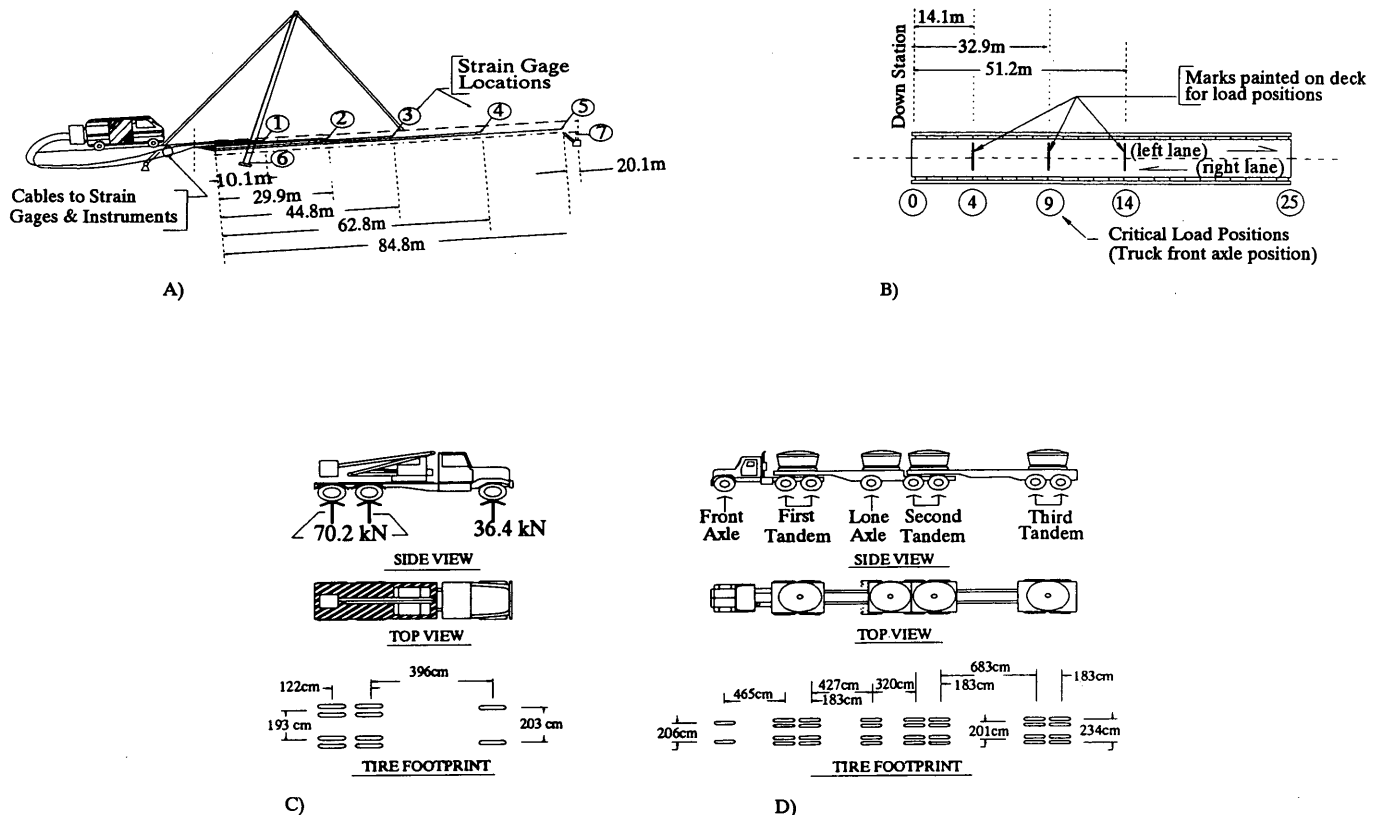 Strain Gage
Locations
1
2
3
4
5
6
7
10.1m
29.9m
44.8m
62.8m
84.8m
20.1m
Cables to Strain
Gages & Instruments
A)
Down Station
14.1m
32.9m
51.2m
Marks painted on deck
for load positions
(left lane)
(right lane)
0
4
9
14
25
Critical Load Positions
(Truck front axle position)
B)
70.2 kN
36.4 kN
SIDE VIEW
TOP VIEW
396cm
122cm
193 cm
203 cm
TIRE FOOTPRINT
C)
Front
Axle
First
Tandem
Lone
Axle
Second
Tandem
Third
Tandem
SIDE VIEW
TOP VIEW
683cm
427cm
320cm
183cm
465cm
183cm
183cm
206cm
201cm
234cm
TIRE FOOTPRINT
D)